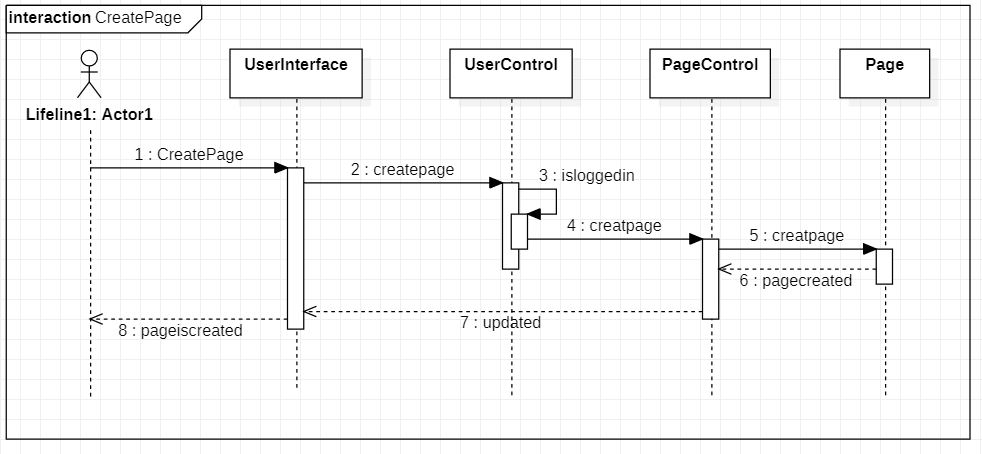 interaction CreatePage
UserInterface
UserControl
PageControl
Page
Lifeline1: Actor1
1 : CreatePage
2 : createpage
3 : isloggedin
4 : creatpage
5 : creatpage
6 : pagecreated
7 : updated
8 : pageiscreated